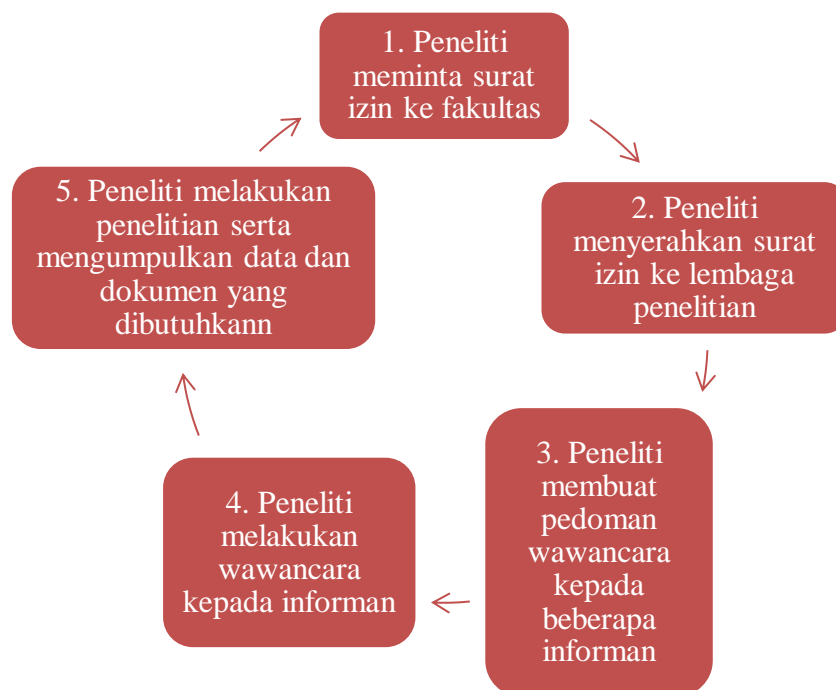 1. Peneliti
meminta surat
izin ke fakultas
2. Peneliti
menyerahkan surat
izin ke lembaga
penelitian
3. Peneliti
membuat
pedoman
wawancara
kepada
beberapa
informan
4. Peneliti
melakukan
wawancara
kepada informan
5. Peneliti melakukan
penelitian serta
mengumpulkan data dan
dokumen yang
dibutuhkann